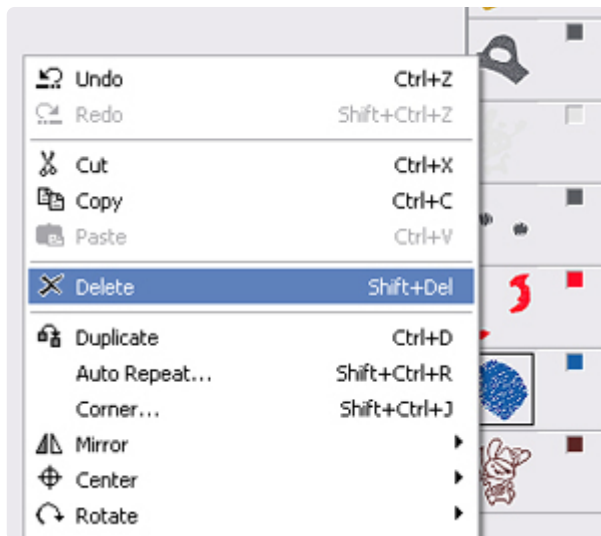 Undo Ctrl+Z
Redo Shift+Ctrl+Z
Cut Ctrl+X
Copy Ctrl+C
Paste Ctrl+V
Delete Shift+Del
Duplicate Ctrl+D
Auto Repeat... Shift+Ctrl+R
Corner... Shift+Ctrl+J
Mirror
Center
Rotate